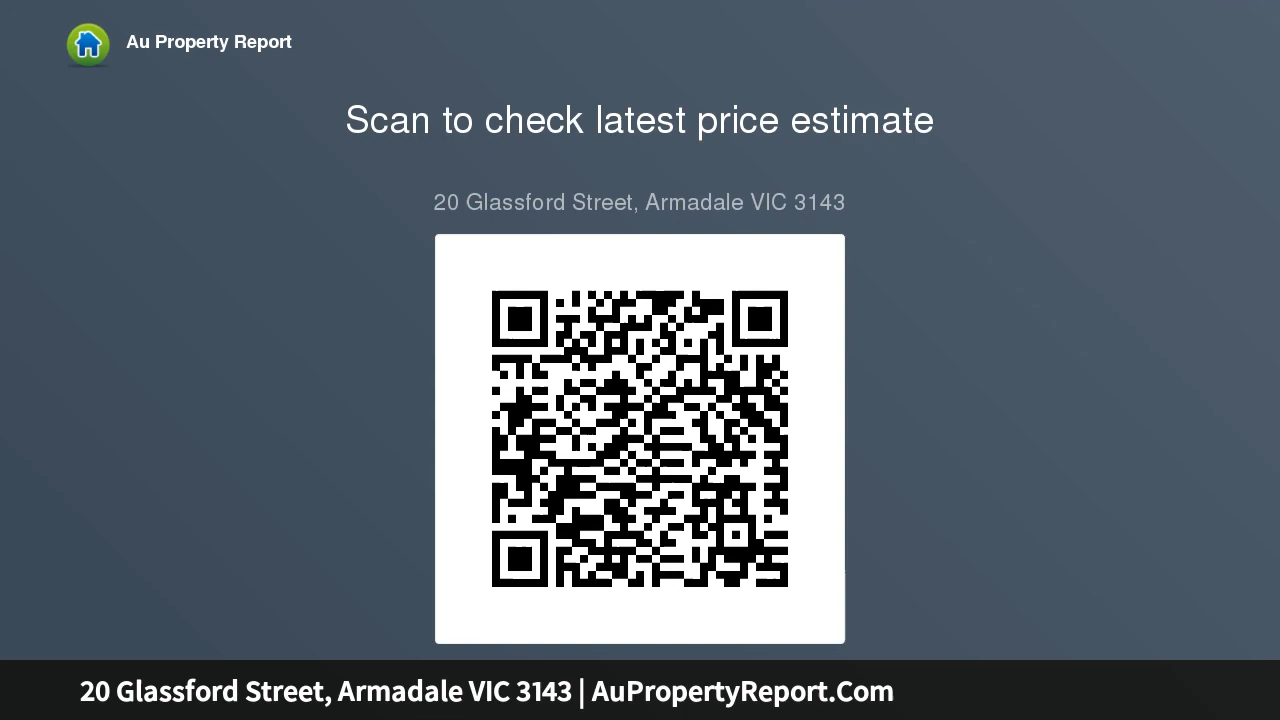 Au Property Report
Scan to check latest price estimate
20 Glassford Street, Armadale VIC 3143
20 Glassford Street, Armadale VIC 3143 | AuPropertyReport.Com